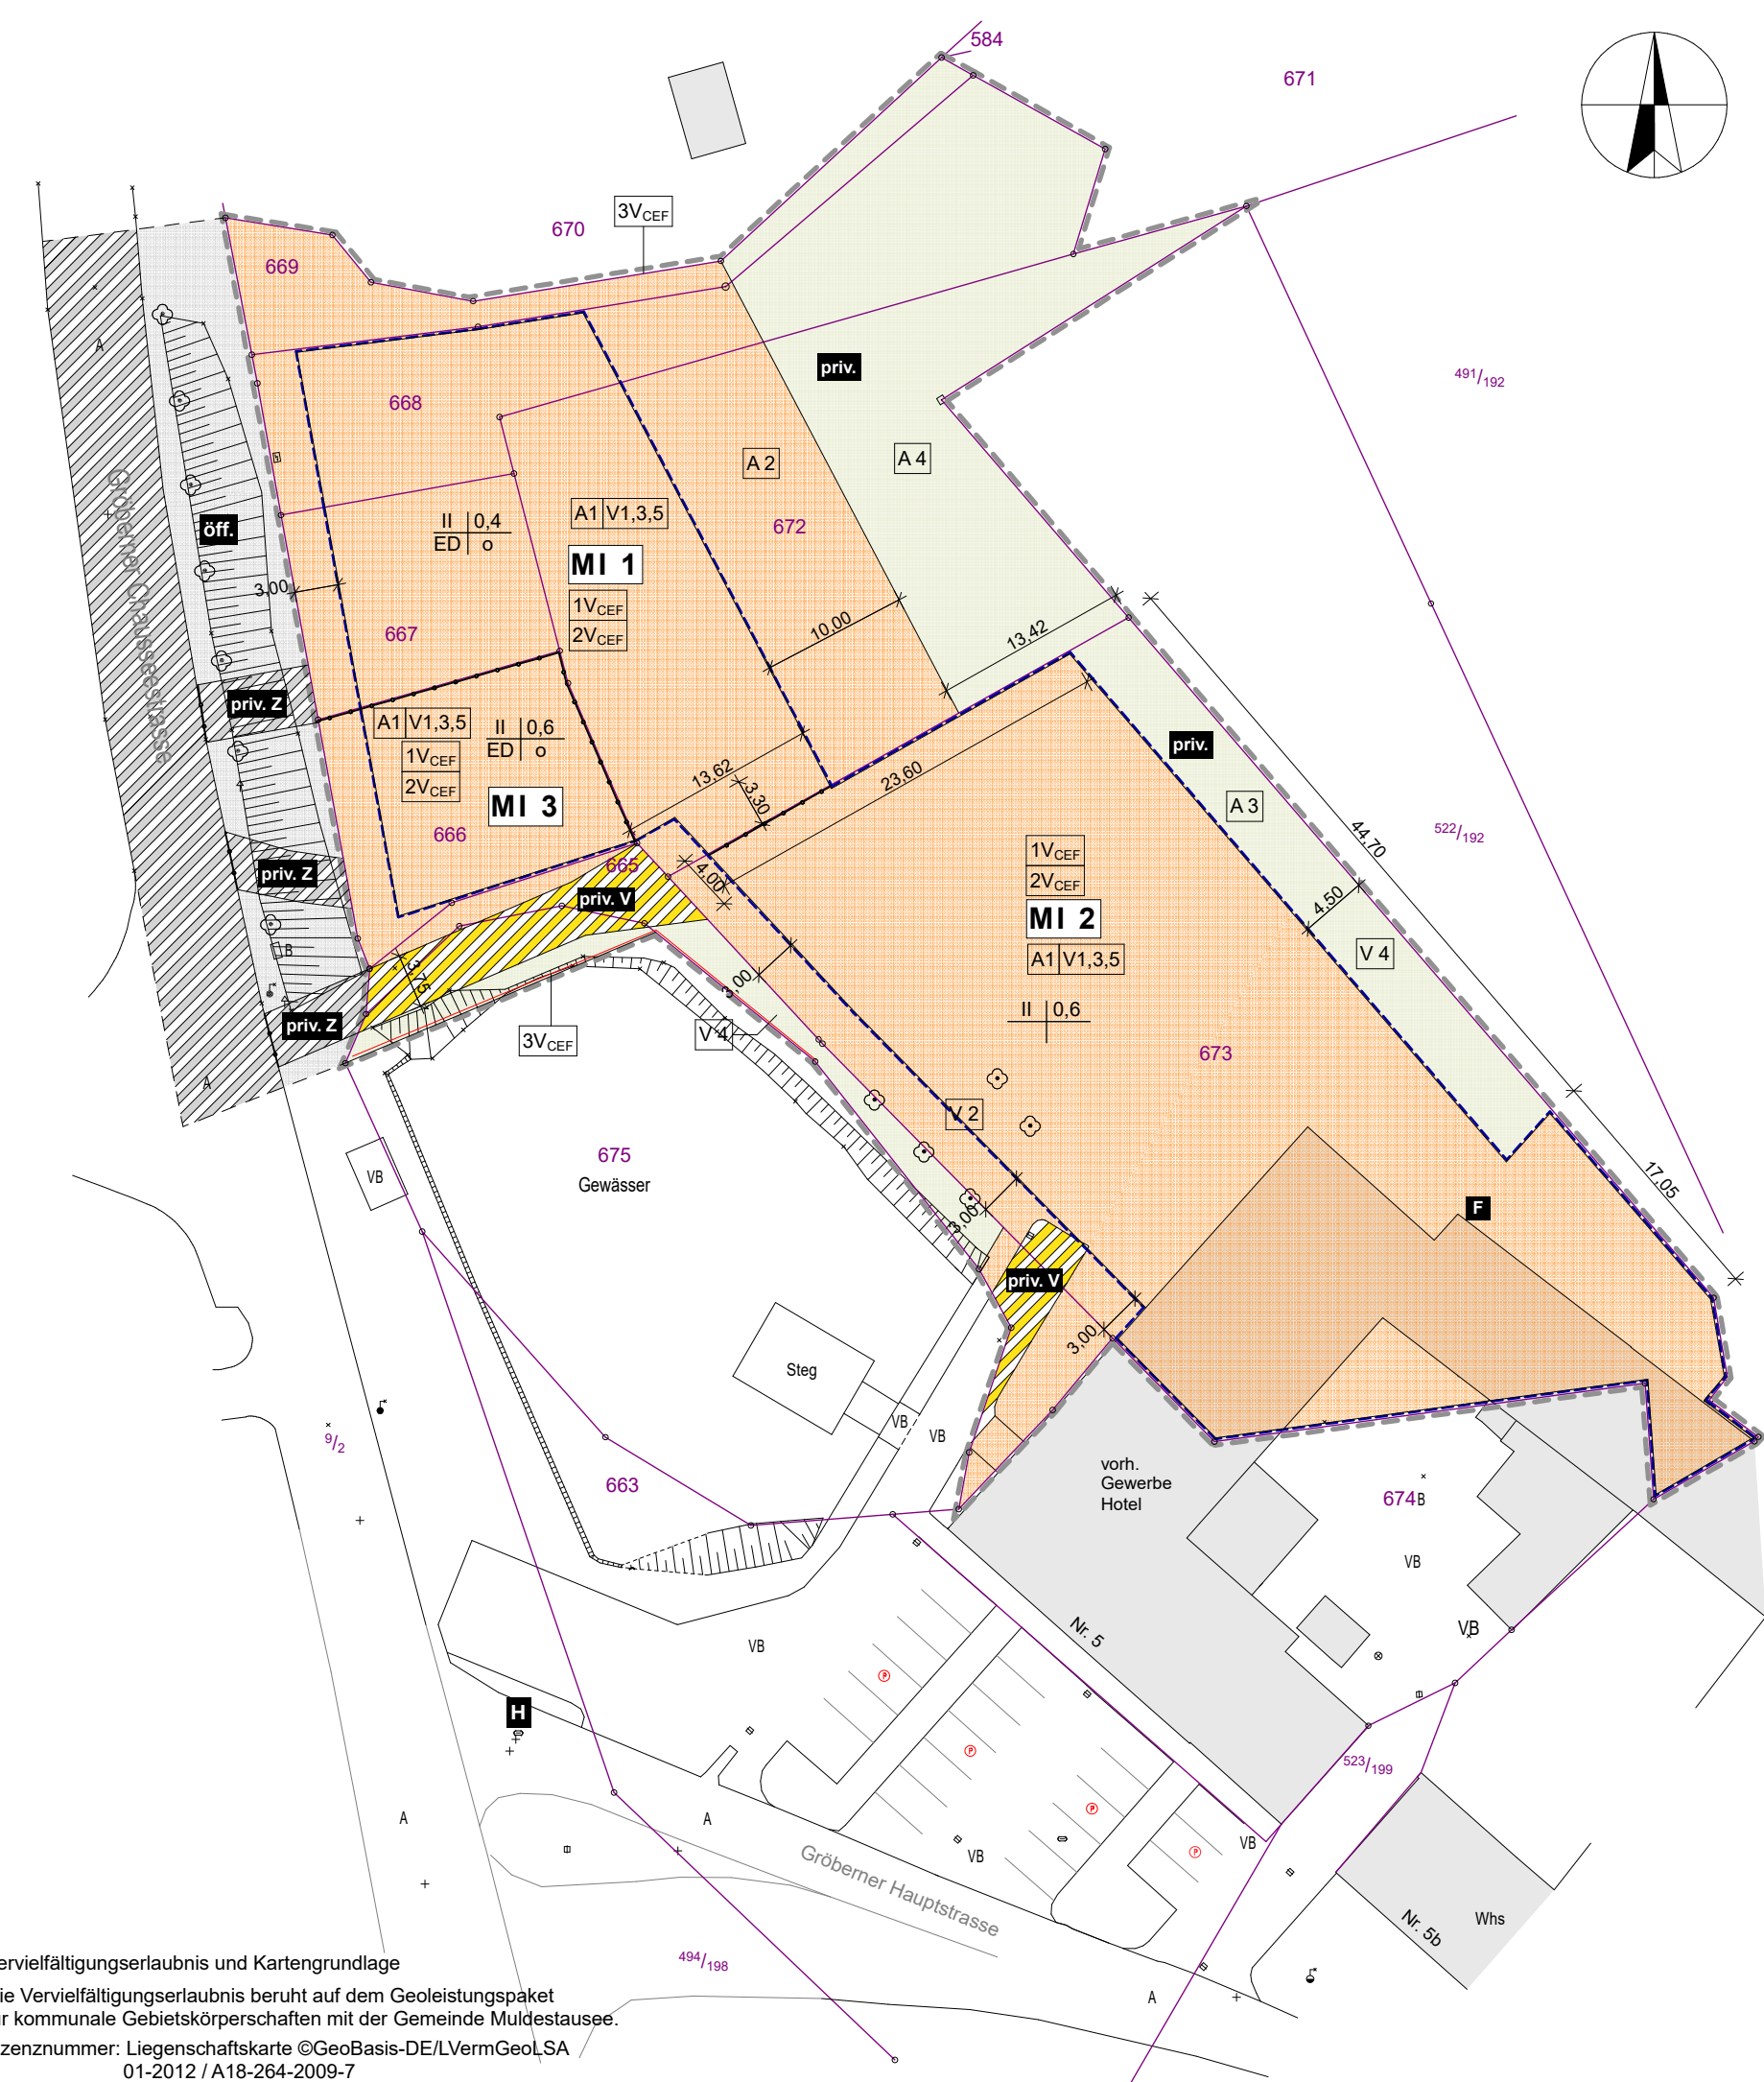 584
671
3VCEF
670
669
priv.
491/192
668
A 2
A 4
A1 V1,3,5
672
II 0,4
ED o
öff.
MI 1
3,00
Gröberner Chausseestrasse
1VCEF
2VCEF
667
10,00
13,42
priv. Z
A1 V1,3,5
II 0,6
ED o
1VCEF
2VCEF
MI 3
666
13,62
3,30
23,60
priv.
A 3
44,70
522/192
665
4,00
priv. V
priv. Z
1VCEF
2VCEF
MI 2
A1 V1,3,5
4,50
V 4
A
B
3,75
3,00
priv. Z
3VCEF
V 4
II 0,6
673
A
V 2
675
Gewässer
VB
17,05
F
3,00
priv. V
3,00
Steg
VB
VB
9/2
663
vorh.
Gewerbe
Hotel
674
B
VB
VB
Nr. 5
VB
H
523/199
A
A
VB
VB
Gröberner Hauptstrasse
Nr. 5b
Whs
494/198
A
ervielfältigungserlaubnis und Kartengrundlage
ie Vervielfältigungserlaubnis beruht auf dem Geoleistungspaket
ür kommunale Gebietskörperschaften mit der Gemeinde Muldestausee.
zenznummer: Liegenschaftskarte ©GeoBasis-DE/LVermGeoLSA
01-2012 / A18-264-2009-7